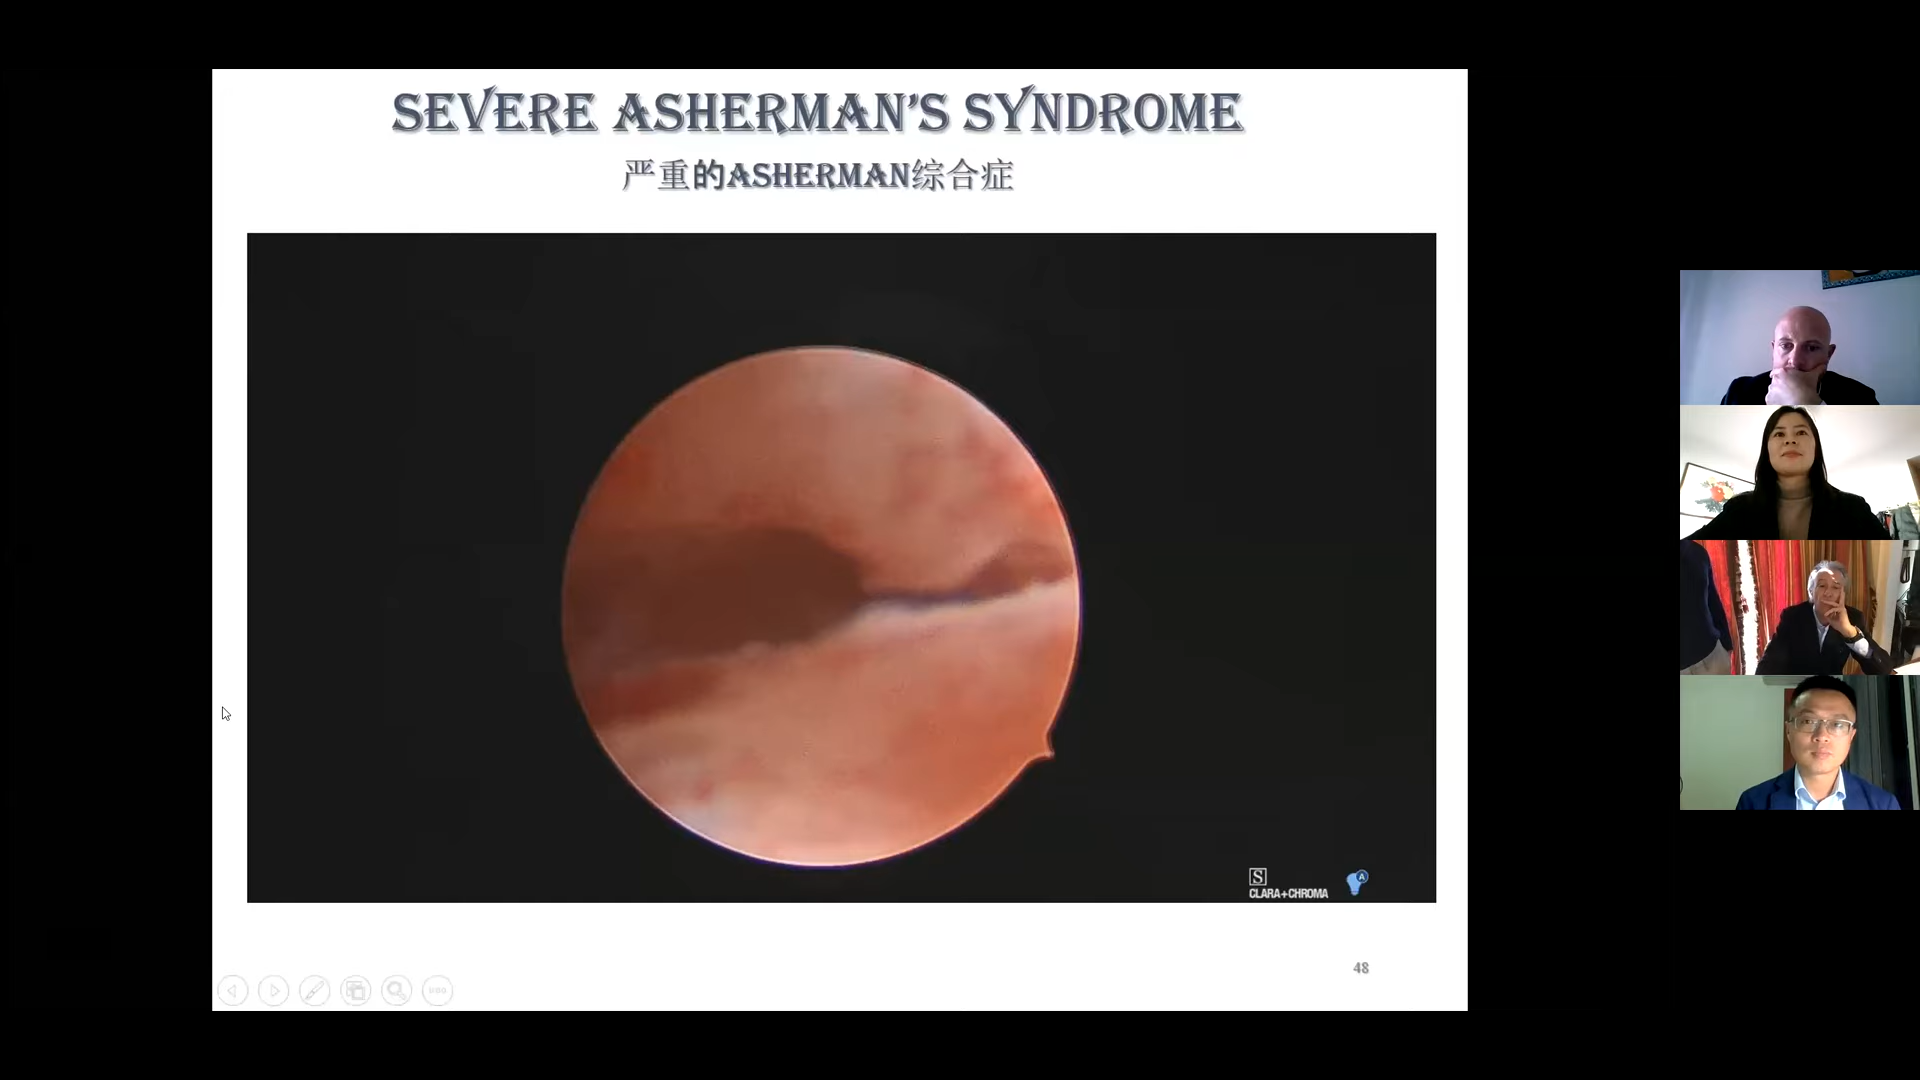 SEVERE ASHERMAN'S SYNDROME
严重的ASHERMAN综合症
S
CLARA+CHROMA
A
48